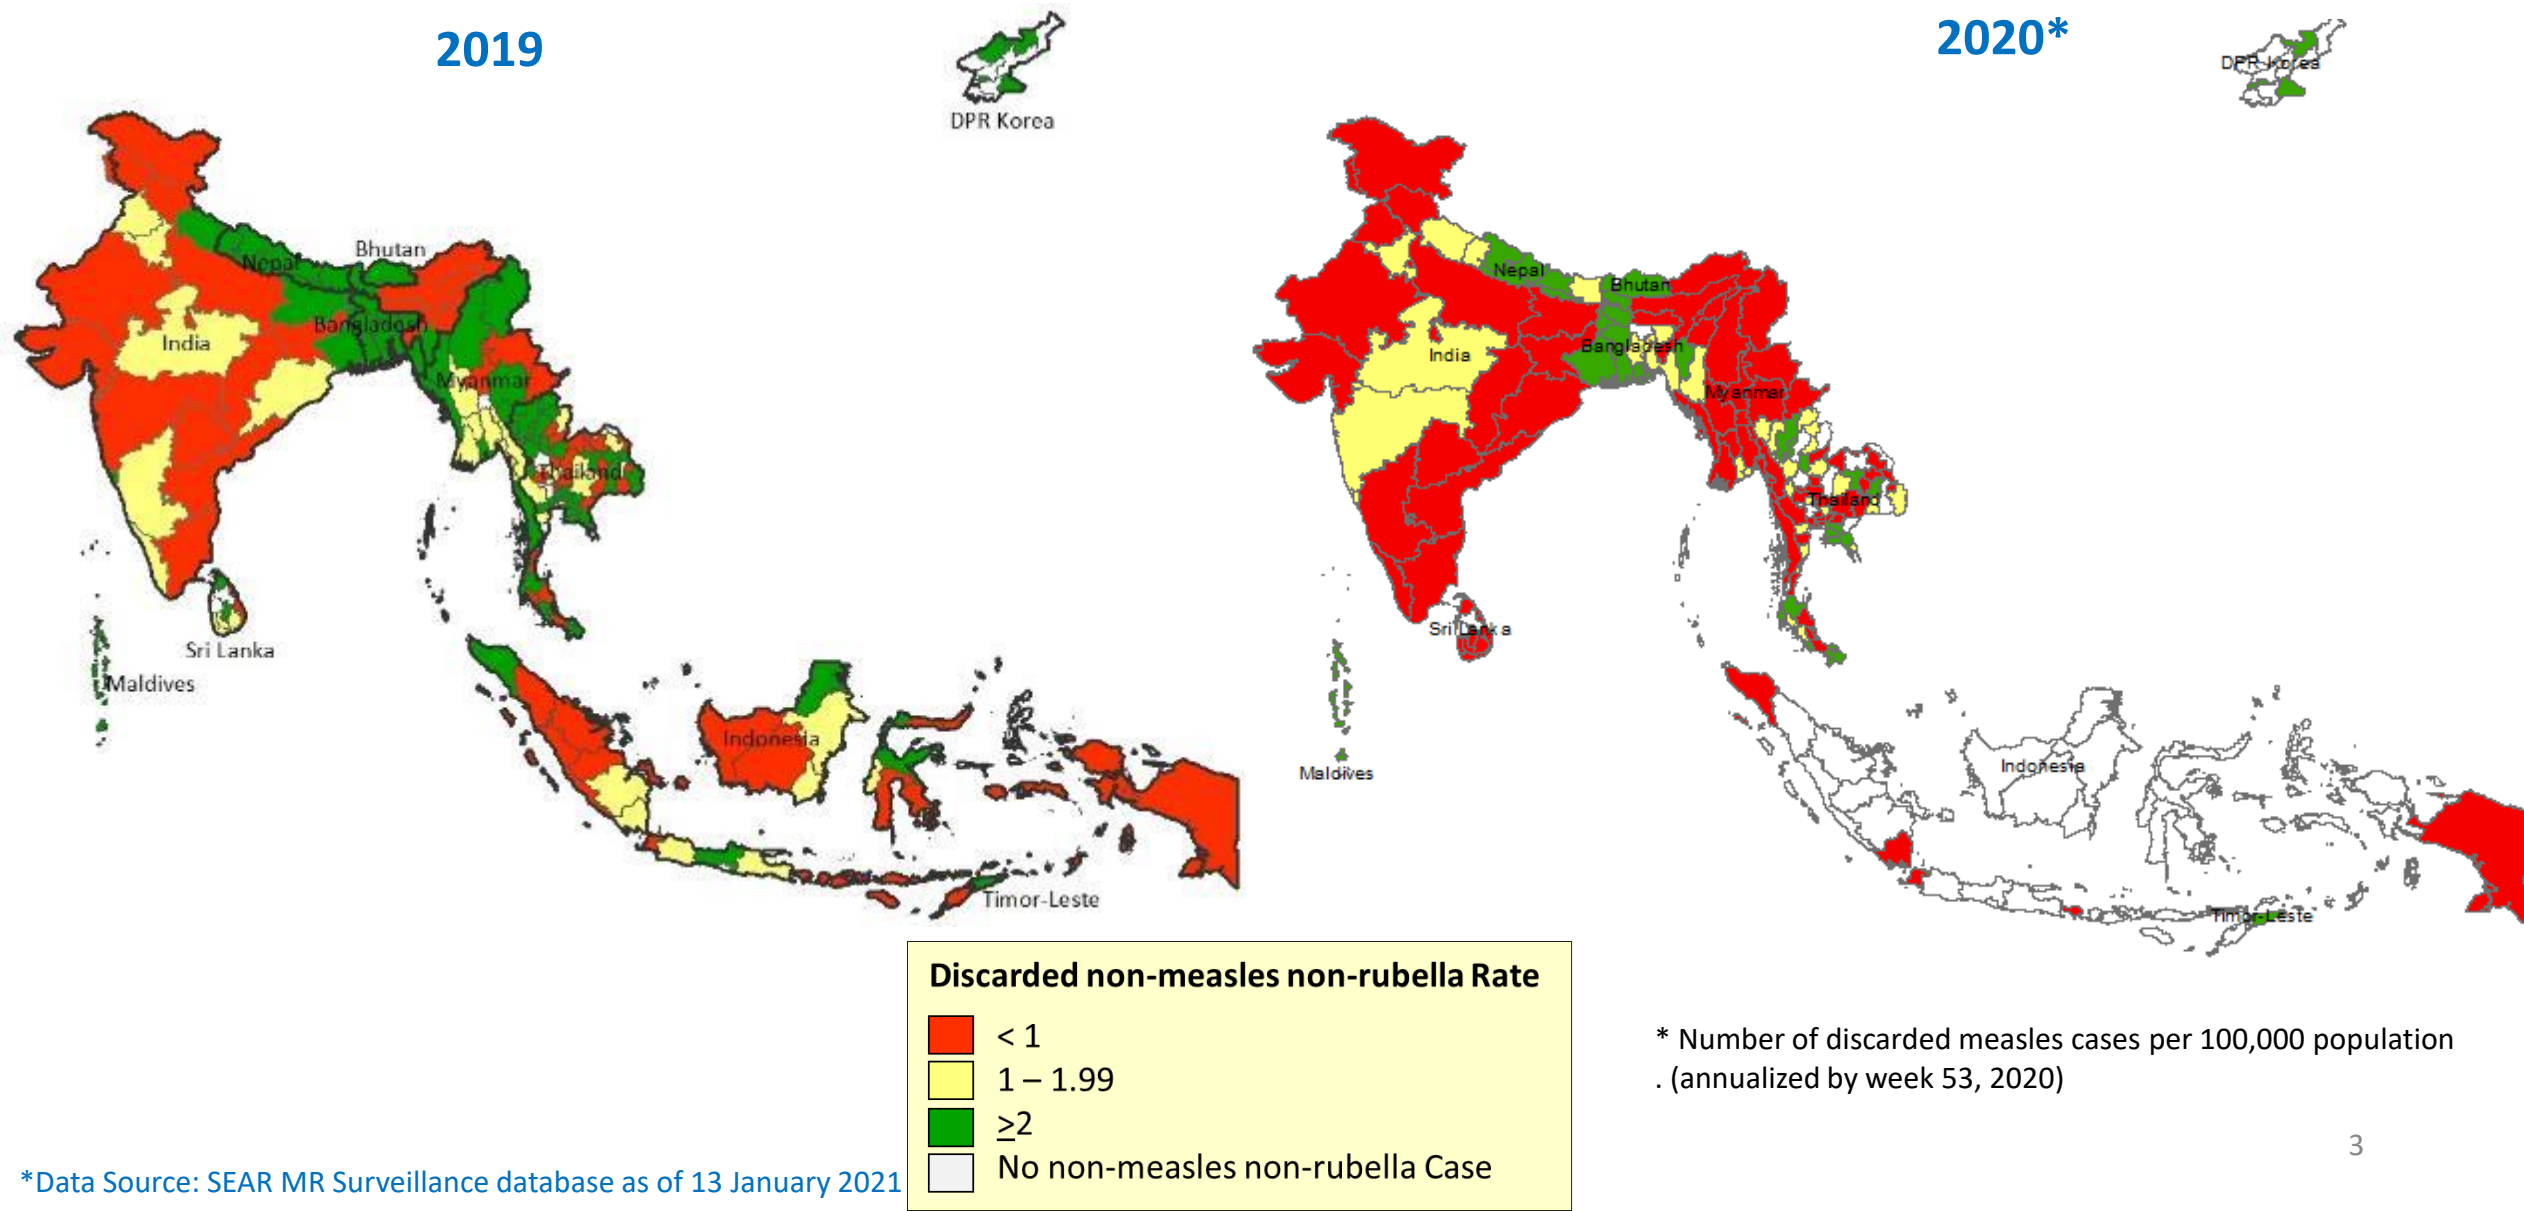 2019
2020*
DPR Korea
Bhutan
Nepal
Bangladesh
India
Myanmar
Thailand
Sri Lanka
Maldives
Indonesia
Timor-Leste
DPR Korea
Nepal
Bhutan
Bangladesh
India
Myanmar
Thailand
Sri Lanka
Maldives
Indonesia
Timor-Leste
Discarded non-measles non-rubella Rate
< 1
1 – 1.99
≥2
No non-measles non-rubella Case
* Number of discarded measles cases per 100,000 population
. (annualized by week 53, 2020)
3
*Data Source: SEAR MR Surveillance database as of 13 January 2021